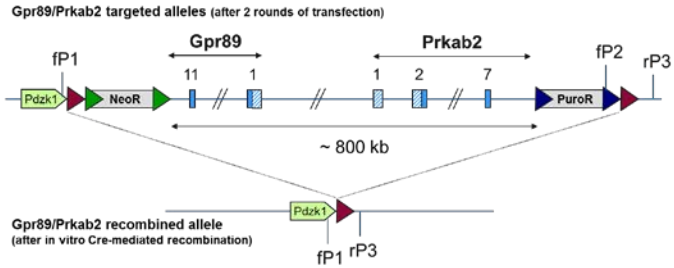 Gpr89/Prkab2 targeted alleles (after 2 rounds of transfection)
Gpr89 Prkab2
fP1 11 1 1 2 7 fP2 rP3
Pdzk1 NeoR // // // PuroR
~ 800 kb
Pdzk1
Gpr89/Prkab2 recombined allele
(after in vitro Cre-mediated recombination)
fP1 rP3